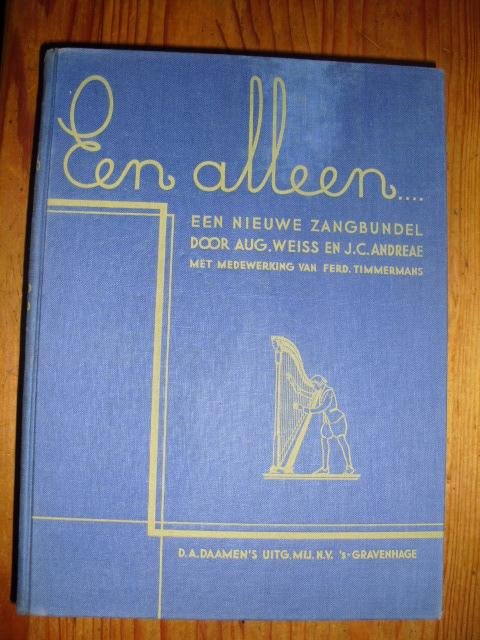 Een alleen....
EEN NIEUWE ZANGBUNDEL
DOOR AUG. WEISS EN J.C. ANDREAE
MET MEDEWERKING VAN FERD. TIMMERMANS
D.A. DAAMEN'S UITG. MIJ. N.V. 's-GRAVENHAGE